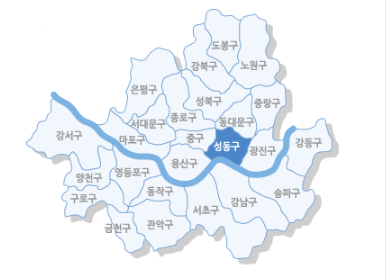 도봉구
강북구
노원구
은평구
성북구
중랑구
서대문구
종로구
동대문구
강서구
마포구
중구
성동구
광진구
강동구
용산구
양천구
영등포구
동작구
송파구
구로구
강남구
서초구
금천구
관악구